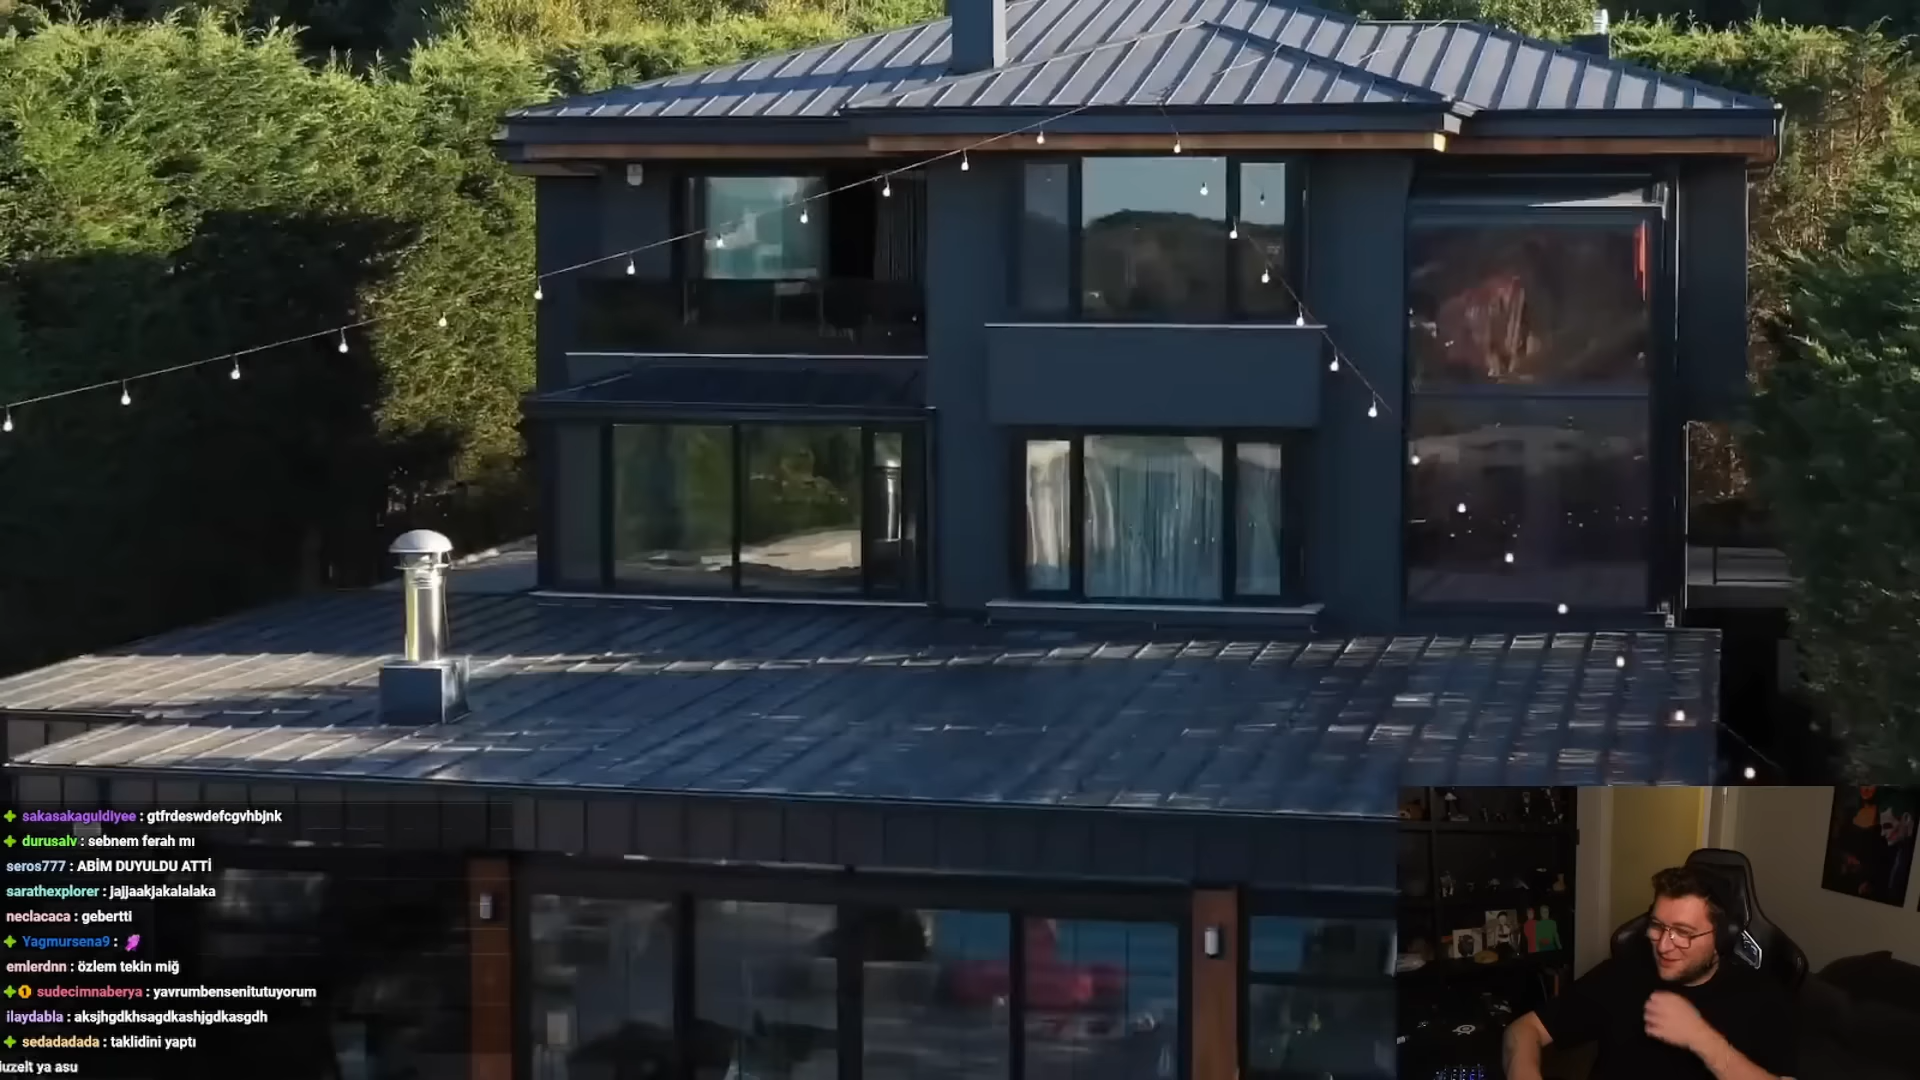 sakasakaguldiyee : gtfrdeswdefcgvhbjnk
durusalv : sebnem ferah mı
seros777 : ABİM DUYULDU ATTİ
sarathexplorer : jajjaakjakalalaka
neclacaca : gebertti
Yagmursena9 :
emlerdnn : özlem tekin miğ
1 sudecimnaberya : yavrumbensenitutuyorum
ilaydabla : aksjhgdkhsagdkashjgdkasgdh
sedadadada : taklidini yaptı
ya asu